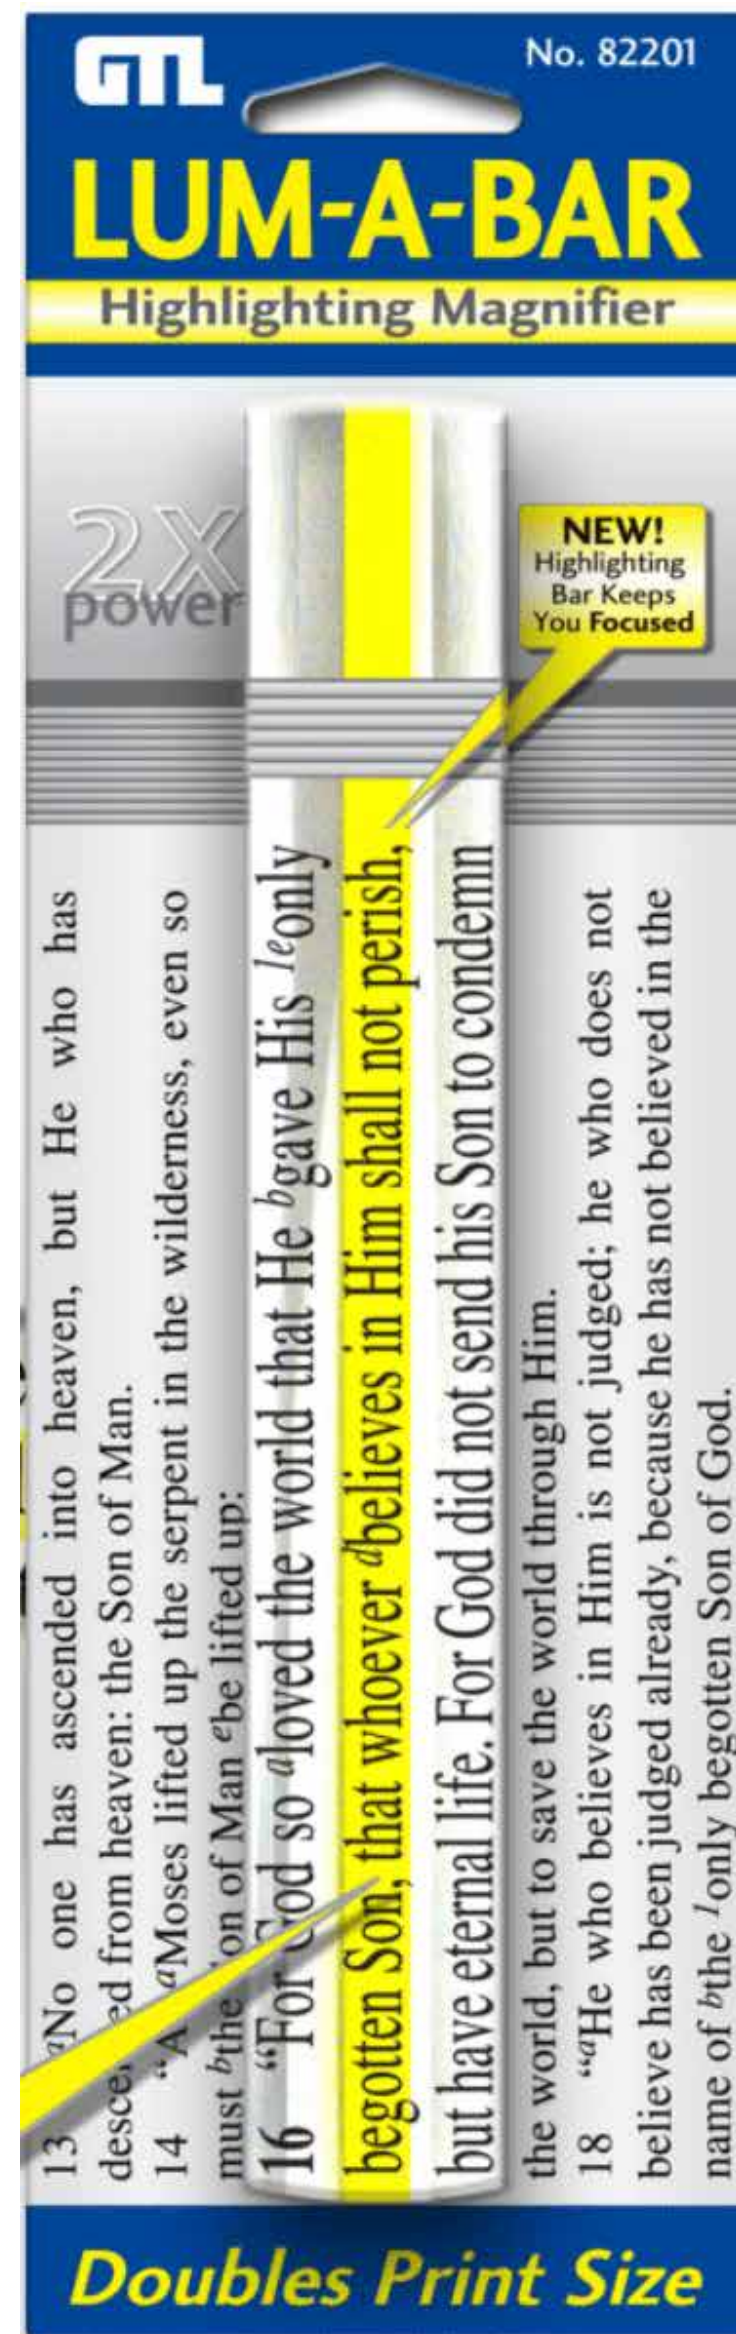 GTL
No. 82201
LUM-A-BAR
Highlighting Magnifier
2X
power
NEW!
Highlighting
Bar Keeps
You Focused
13 aNo one has ascended into heaven, but He who has
from heaven: the Son of Man.
14 “A aMoses lifted up the serpent in the wilderness, even so
must bthe on of Man ebe lifted up:
16 “For God so aloved the world that He bgave His leonly
begotten Son, that whoever dbelieves in Him shall not perish,
but have eternal life. For God did not send his Son to condemn
the world, but to save the world through Him.
18 “aHe who believes in Him is not judged; he who does not
believe has been judged already, because he has not believed in the
name of bthe 1only begotten Son of God.
Doubles Print Size